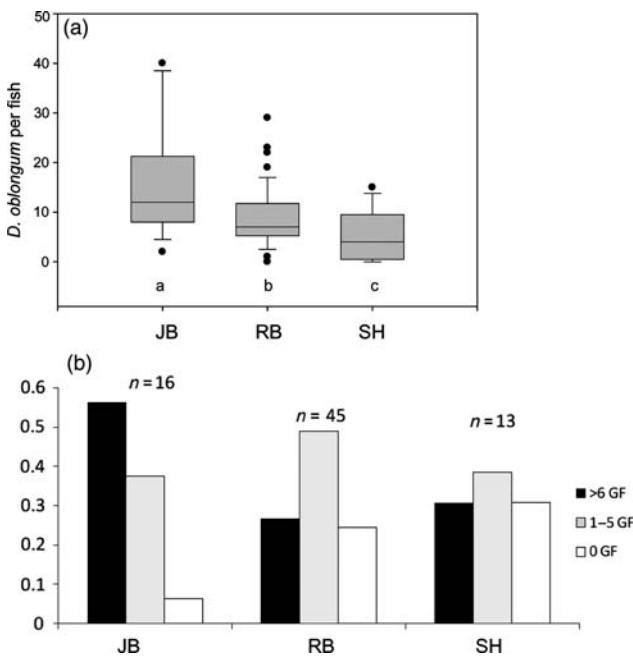 (a)
D. oblongum per fish
50
40
30
20
10
0
a b c
JB RB SH
(b)
n = 16 n = 45 n = 13
0.6
0.5
0.4
0.3
0.2
0.1
0
>6 GF
1–5 GF
0 GF
JB RB SH